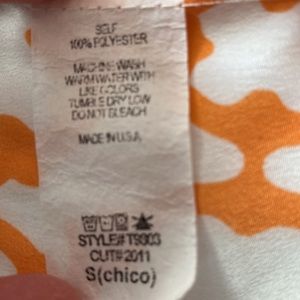 SELF
100% POLYESTER
MACHINE WASH
WARM WATER WITH
LIKE COLORS
TUMBLE DRY LOW
DO NOT BLEACH
MADE IN U.S.A.
STYLE# T9303
CUT# 2011
S(chico)